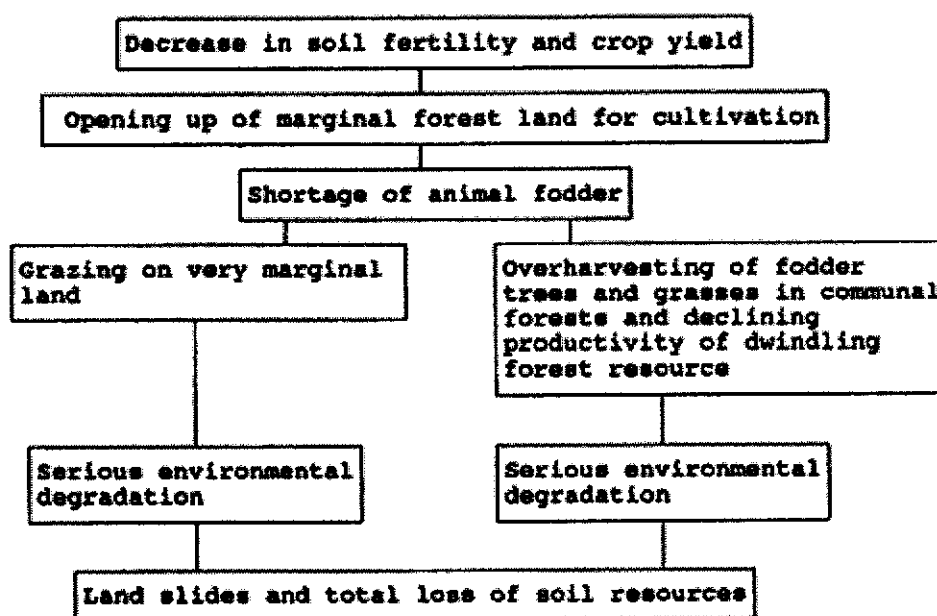 Decrease in soil fertility and crop yield
Opening up of marginal forest land for cultivation
Shortage of animal fodder
Grazing on very marginal
land
Overharvesting of fodder
trees and grasses in communal
forests and declining
productivity of dwindling
forest resource
Serious environmental
degradation
Serious environmental
degradation
Land slides and total loss of soil resources